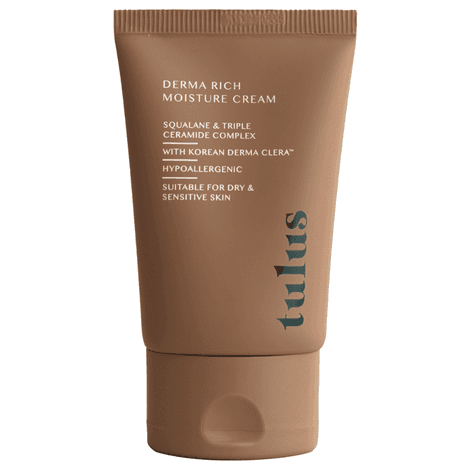 DERMA RICH
MOISTURE CREAM
SQUALANE & TRIPLE
CERAMIDE COMPLEX
WITH KOREAN DERMA CLERA™
HYPOALLERGENIC
SUITABLE FOR DRY &
SENSITIVE SKIN
tulus